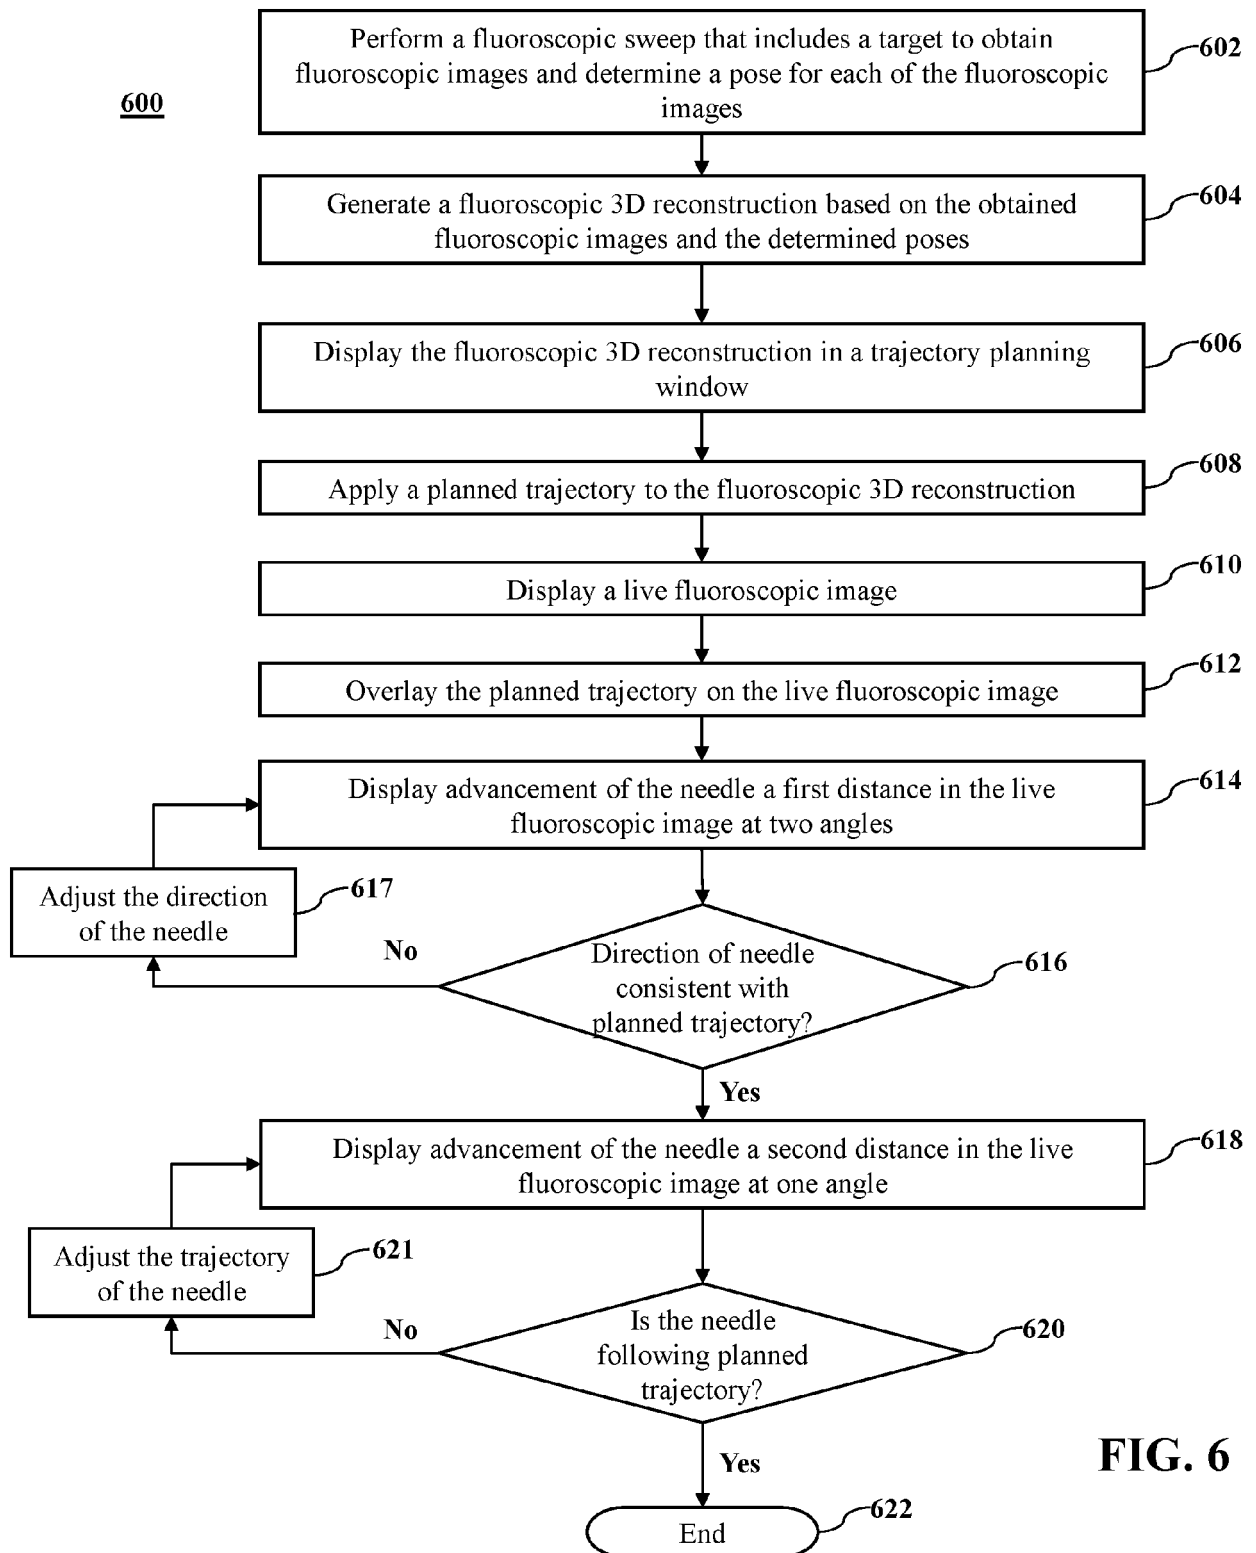 Perform a fluoroscopic sweep that includes a target to obtain
fluoroscopic images and determine a pose for each of the fluoroscopic
images
602
600
Generate a fluoroscopic 3D reconstruction based on the obtained
fluoroscopic images and the determined poses
604
Display the fluoroscopic 3D reconstruction in a trajectory planning
window
606
Apply a planned trajectory to the fluoroscopic 3D reconstruction
608
Display a live fluoroscopic image
610
Overlay the planned trajectory on the live fluoroscopic image
612
Display advancement of the needle a first distance in the live
fluoroscopic image at two angles
614
Adjust the direction
of the needle
617
No
Direction of needle
consistent with
planned trajectory?
616
Yes
Display advancement of the needle a second distance in the live
fluoroscopic image at one angle
618
Adjust the trajectory
of the needle
621
No
Is the needle
following planned
trajectory?
620
Yes
End
622
FIG. 6